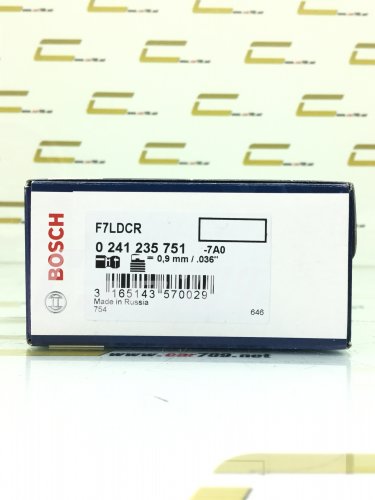 BOSCH
F7LDCR
0 241 235 751 -7A0
= 0,9 mm / .036"
3 165143 570029
Made in Russia
754 646
www.car769.net